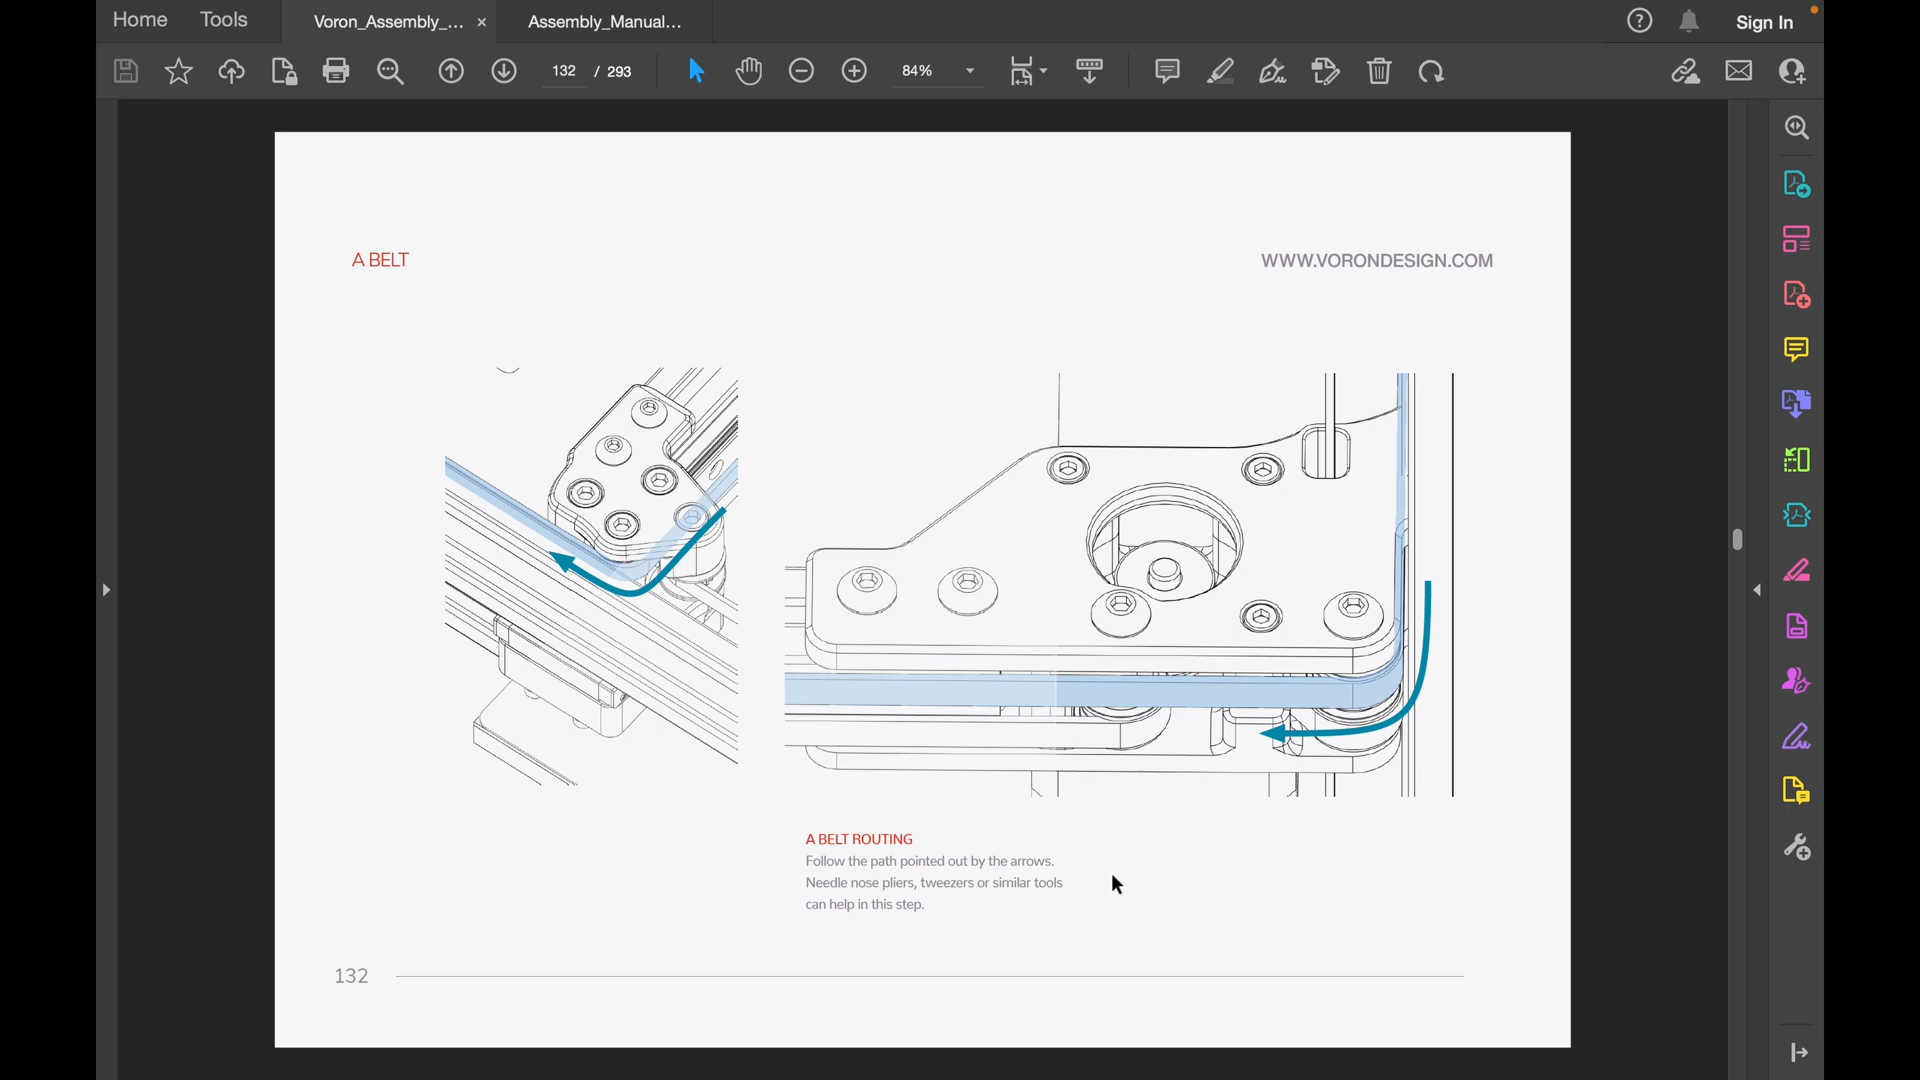 Home
Tools
Voron_Assembly_... ×
Assembly_Manual...
? Sign In
132 / 293
84%
A BELT
WWW.VORONDESIGN.COM
A BELT ROUTING
Follow the path pointed out by the arrows.
Needle nose pliers, tweezers or similar tools
can help in this step.
132